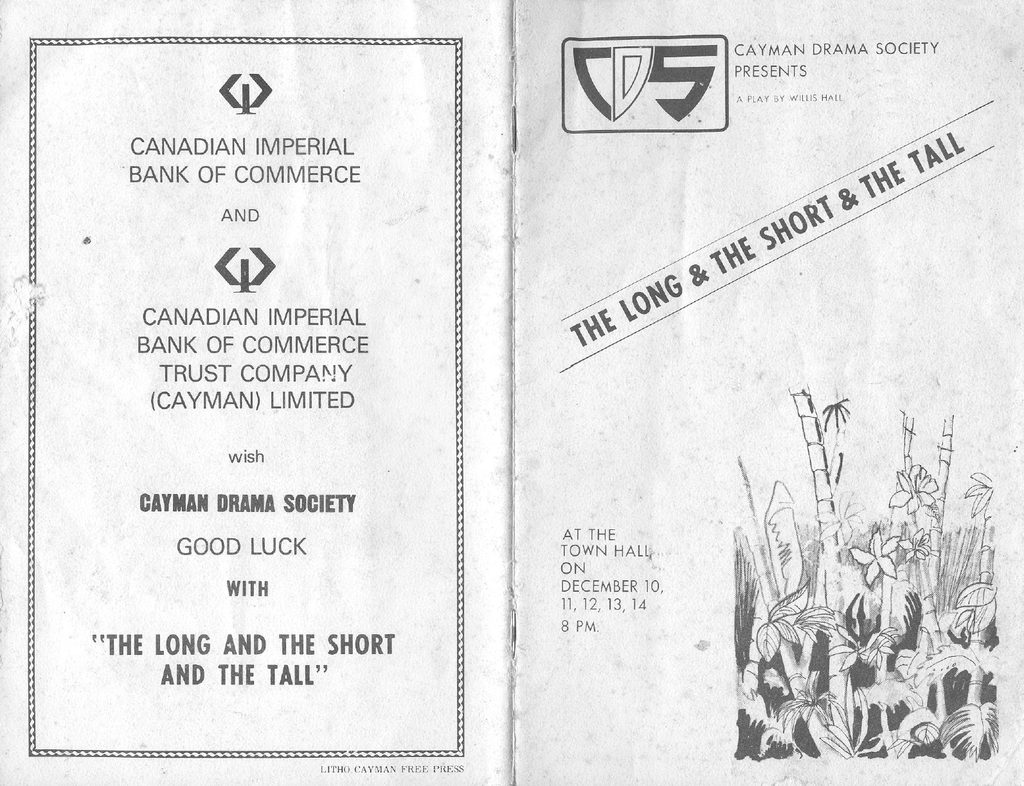 CANADIAN IMPERIAL
BANK OF COMMERCE
AND
CANADIAN IMPERIAL
BANK OF COMMERCE
TRUST COMPANY
(CAYMAN) LIMITED
wish
CAYMAN DRAMA SOCIETY
GOOD LUCK
WITH
"THE LONG AND THE SHORT
AND THE TALL"
LITHO. CAYMAN FREE PRESS
CDS
CAYMAN DRAMA SOCIETY
PRESENTS
A PLAY BY WILLIS HALL
THE LONG & THE SHORT & THE TALL
AT THE
TOWN HALL
ON
DECEMBER 10,
11, 12, 13, 14
8 PM.